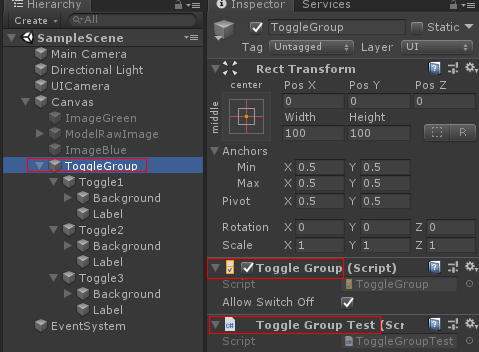 Hierarchy
Create
All
SampleScene
Main Camera
Directional Light
UICamera
Canvas
ImageGreen
ModelRawImage
ImageBlue
ToggleGroup
Toggle1
Background
Label
Toggle2
Background
Label
Toggle3
Background
Label
EventSystem
Inspector Services
ToggleGroup Static
Tag Untagged Layer UI
Rect Transform
center Pos X Pos Y Pos Z
middle 0 0 0
Width Height
100 100 R
Anchors
Min X 0.5 Y 0.5
Max X 0.5 Y 0.5
Pivot X 0.5 Y 0.5
Rotation X 0 Y 0 Z 0
Scale X 1 Y 1 Z 1
Toggle Group (Script)
Script ToggleGroup
Allow Switch Off
C# Toggle Group Test (Scr
Script ToggleGroupTest